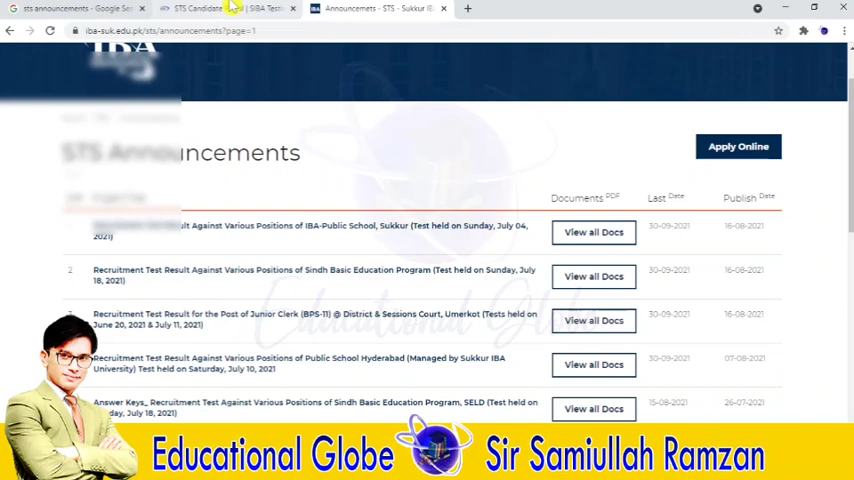 sts announcements - Google Sea
STS Candidate | SIBA Testi
Announcemets - STS - Sukkur IB
iba-suk.edu.pk/sts/announcements?page=1
IBA
STS Announcements
Apply Online
Documents PDF
Last Date
Publish Date
Result Against Various Positions of IBA-Public School, Sukkur (Test held on Sunday, July 04,
2021)
View all Docs
30-09-2021
16-08-2021
2
Recruitment Test Result Against Various Positions of Sindh Basic Education Program (Test held on Sunday, July
18, 2021)
View all Docs
30-09-2021
16-08-2021
Recruitment Test Result for the Post of Junior Clerk (BPS-11) @ District & Sessions Court, Umerkot (Tests held on
June 20, 2021 & July 11, 2021)
View all Docs
30-09-2021
16-08-2021
Recruitment Test Result Against Various Positions of Public School Hyderabad (Managed by Sukkur IBA
University) Test held on Saturday, July 10, 2021
View all Docs
30-09-2021
07-08-2021
Answer Keys_ Recruitment Test Against Various Positions of Sindh Basic Education Program, SELD (Test held on
day, July 18, 2021)
View all Docs
15-08-2021
26-07-2021
Educational Globe
Educational Globe
Sir Samiullah Ramzan